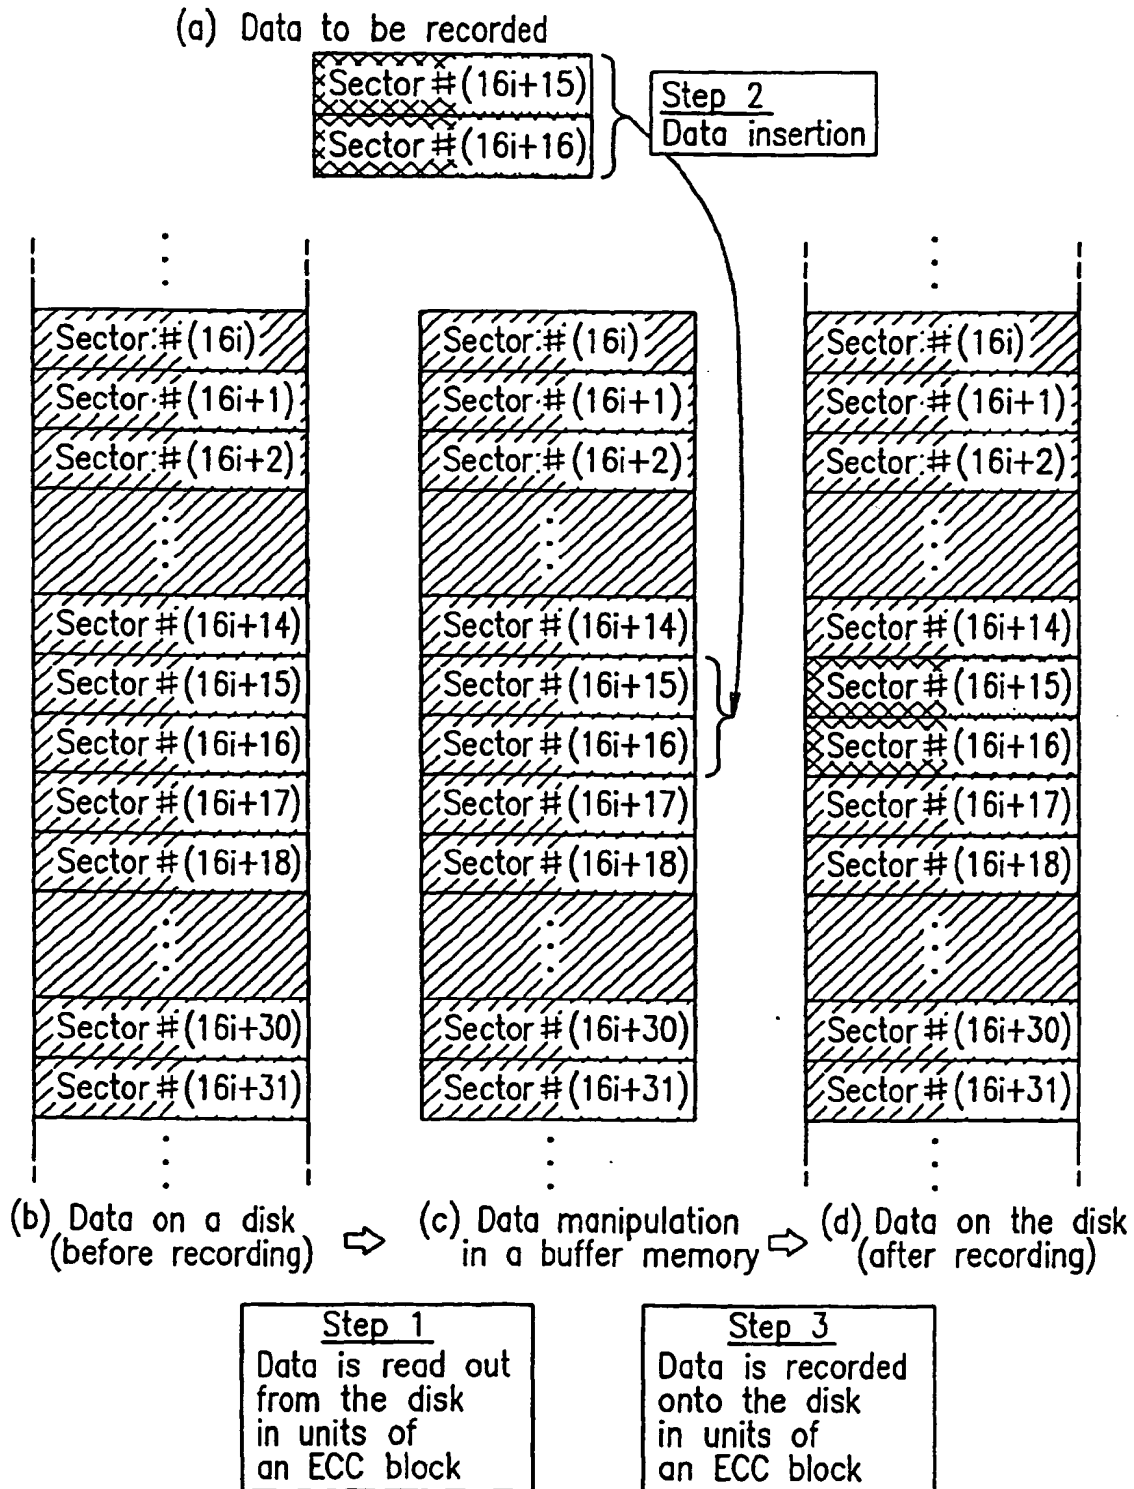 (a) Data to be recorded
Sector #(16i+15)
Sector #(16i+16)
Step 2
Data insertion
Sector #(16i)
Sector #(16i+1)
Sector #(16i+2)
Sector #(16i+14)
Sector #(16i+15)
Sector #(16i+16)
Sector #(16i+17)
Sector #(16i+18)
Sector #(16i+30)
Sector #(16i+31)
(b) Data on a disk
(before recording)
Sector #(16i)
Sector #(16i+1)
Sector #(16i+2)
Sector #(16i+14)
Sector #(16i+15)
Sector #(16i+16)
Sector #(16i+17)
Sector #(16i+18)
Sector #(16i+30)
Sector #(16i+31)
(c) Data manipulation
in a buffer memory
Sector #(16i)
Sector #(16i+1)
Sector #(16i+2)
Sector #(16i+14)
Sector #(16i+15)
Sector #(16i+16)
Sector #(16i+17)
Sector #(16i+18)
Sector #(16i+30)
Sector #(16i+31)
(d) Data on the disk
(after recording)
Step 1
Data is read out
from the disk
in units of
an ECC block
Step 3
Data is recorded
onto the disk
in units of
an ECC block